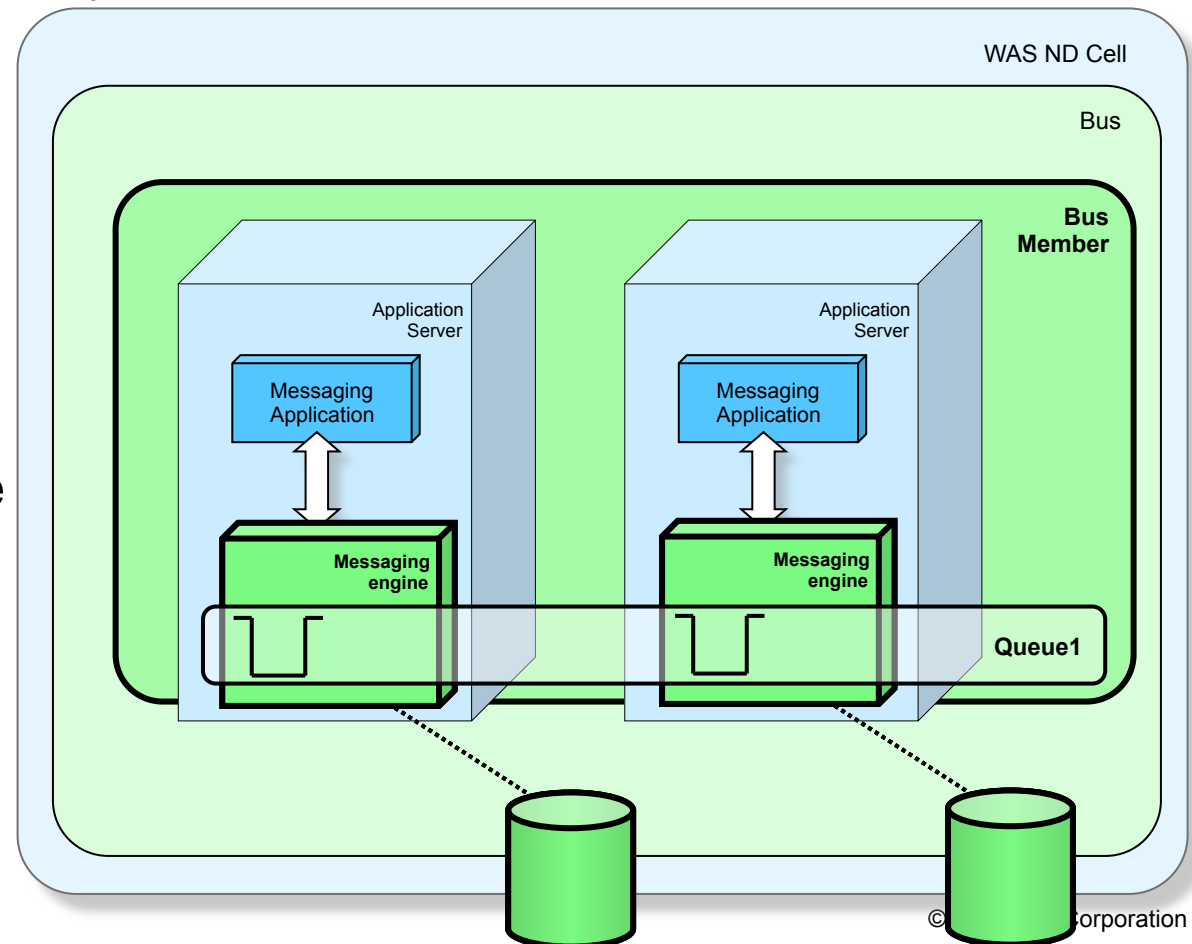 WAS ND Cell
Bus
Bus
Member
Application
Server
Application
Server
Messaging
Application
Messaging
Application
e
Messaging
engine
Messaging
engine
Queue1
©
Corporation